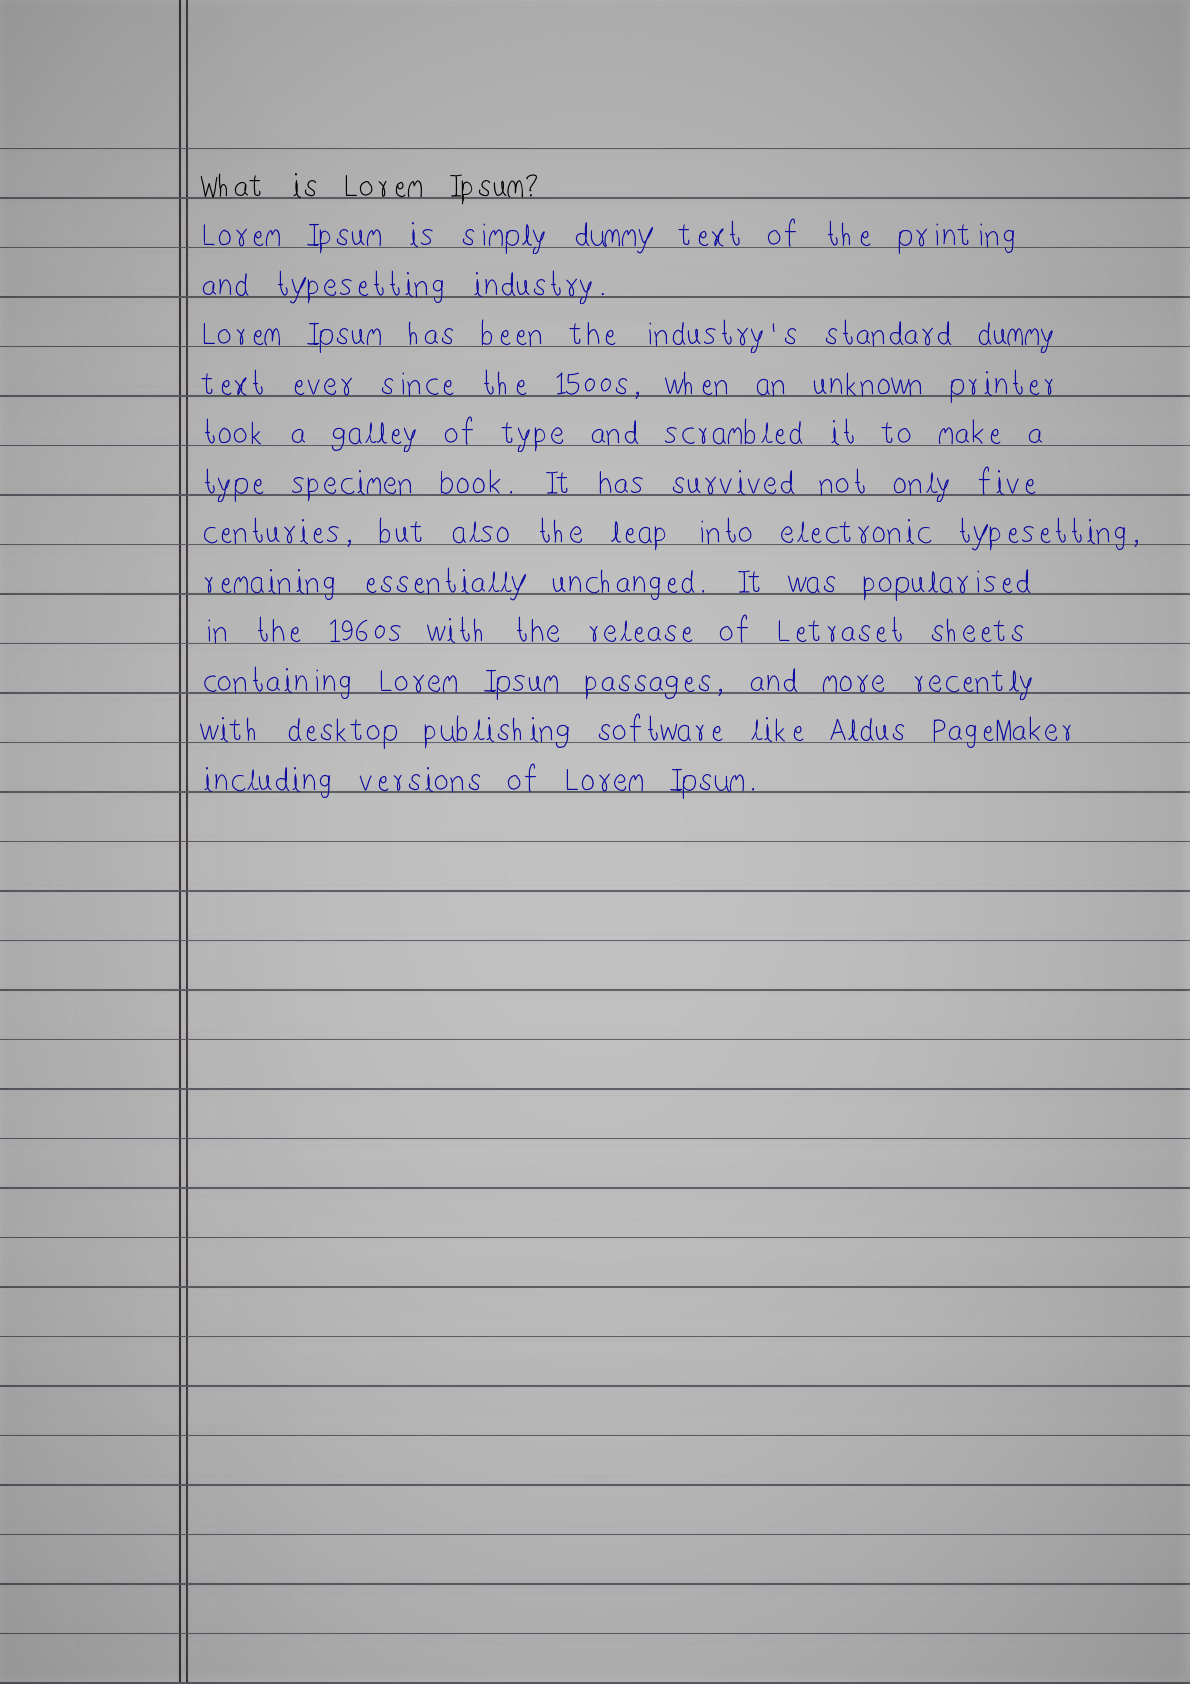 What is Lorem Ipsum?
Lorem Ipsum is simply dummy text of the printing
and typesetting industry.
Lorem Ipsum has been the industry's standard dummy
text ever since the 1500s, when an unknown printer
took a galley of type and scrambled it to make a
type specimen book. It has survived not only five
centuries, but also the leap into electronic typesetting,
remaining essentially unchanged. It was popularised
in the 1960s with the release of Letraset sheets
containing Lorem Ipsum passages, and more recently
with desktop publishing software like Aldus PageMaker
including versions of Lorem Ipsum.